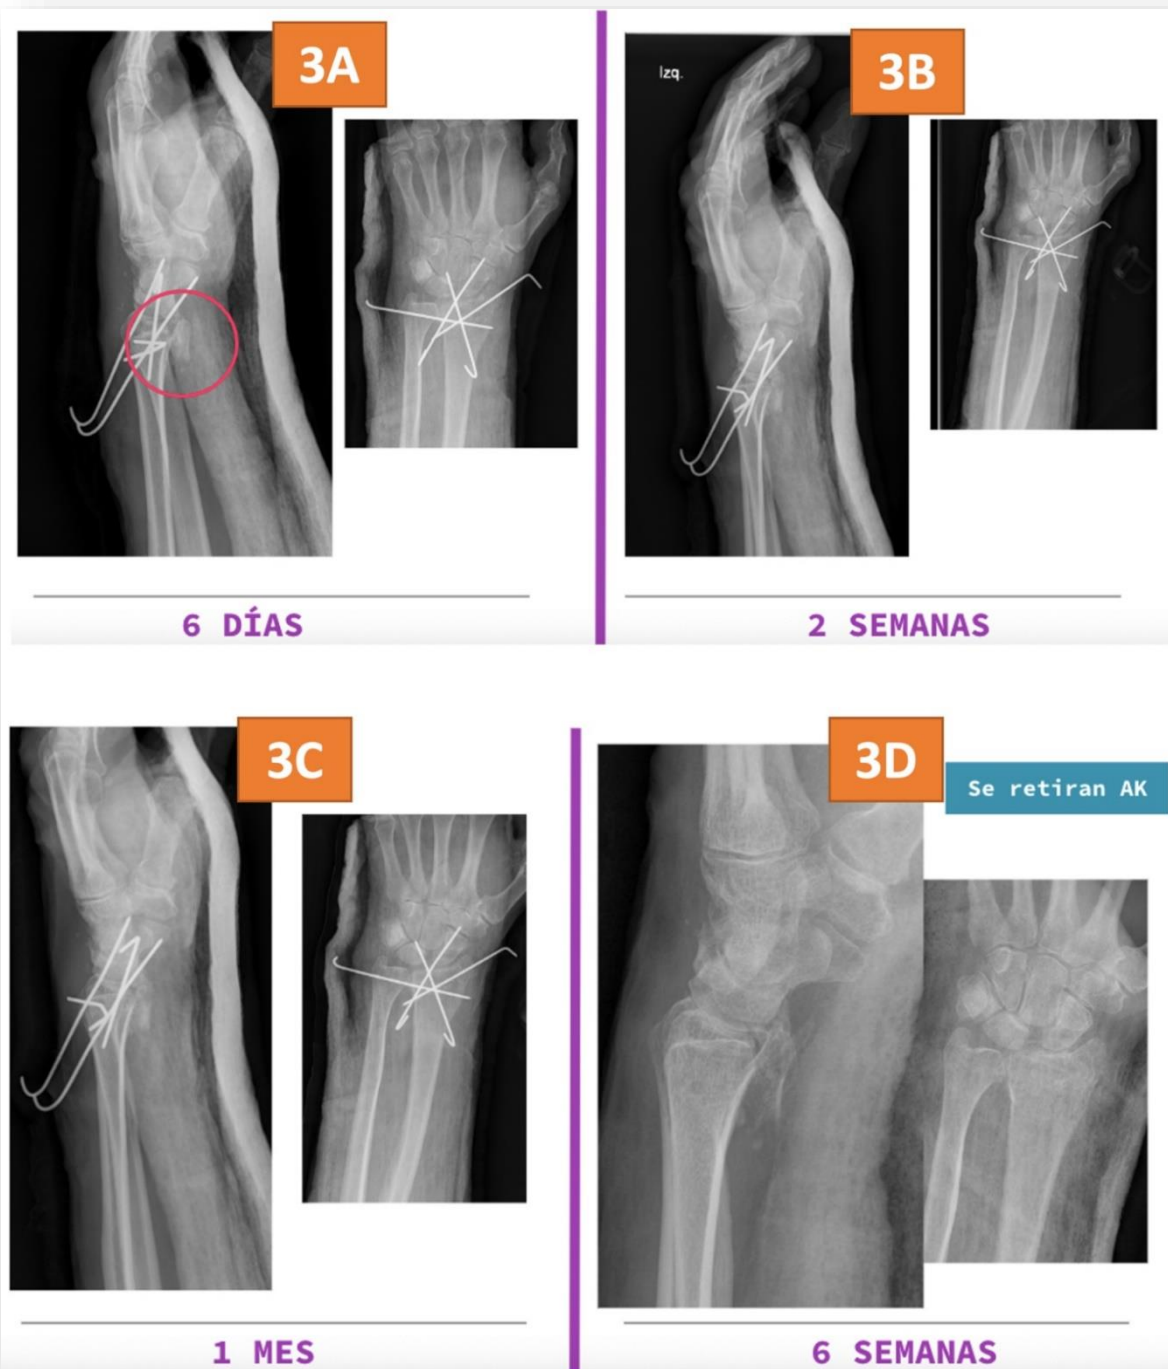 3A
3B
Izq.
6 DÍAS
2 SEMANAS
3C
3D
Se retiran AK
1 MES
6 SEMANAS